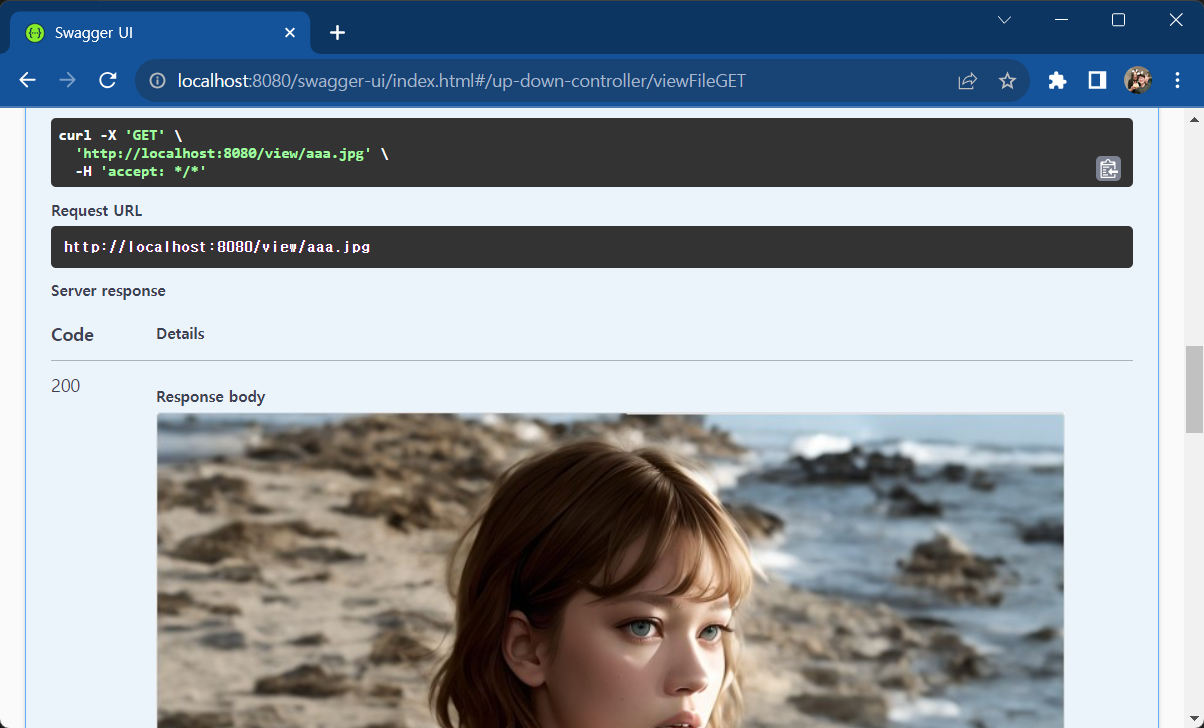 Swagger UI
localhost:8080/swagger-ui/index.html#/up-down-controller/viewFileGET
curl -X 'GET' \
  'http://localhost:8080/view/aaa.jpg' \
  -H 'accept: */*'
Request URL
http://localhost:8080/view/aaa.jpg
Server response
Code Details
200
Response body